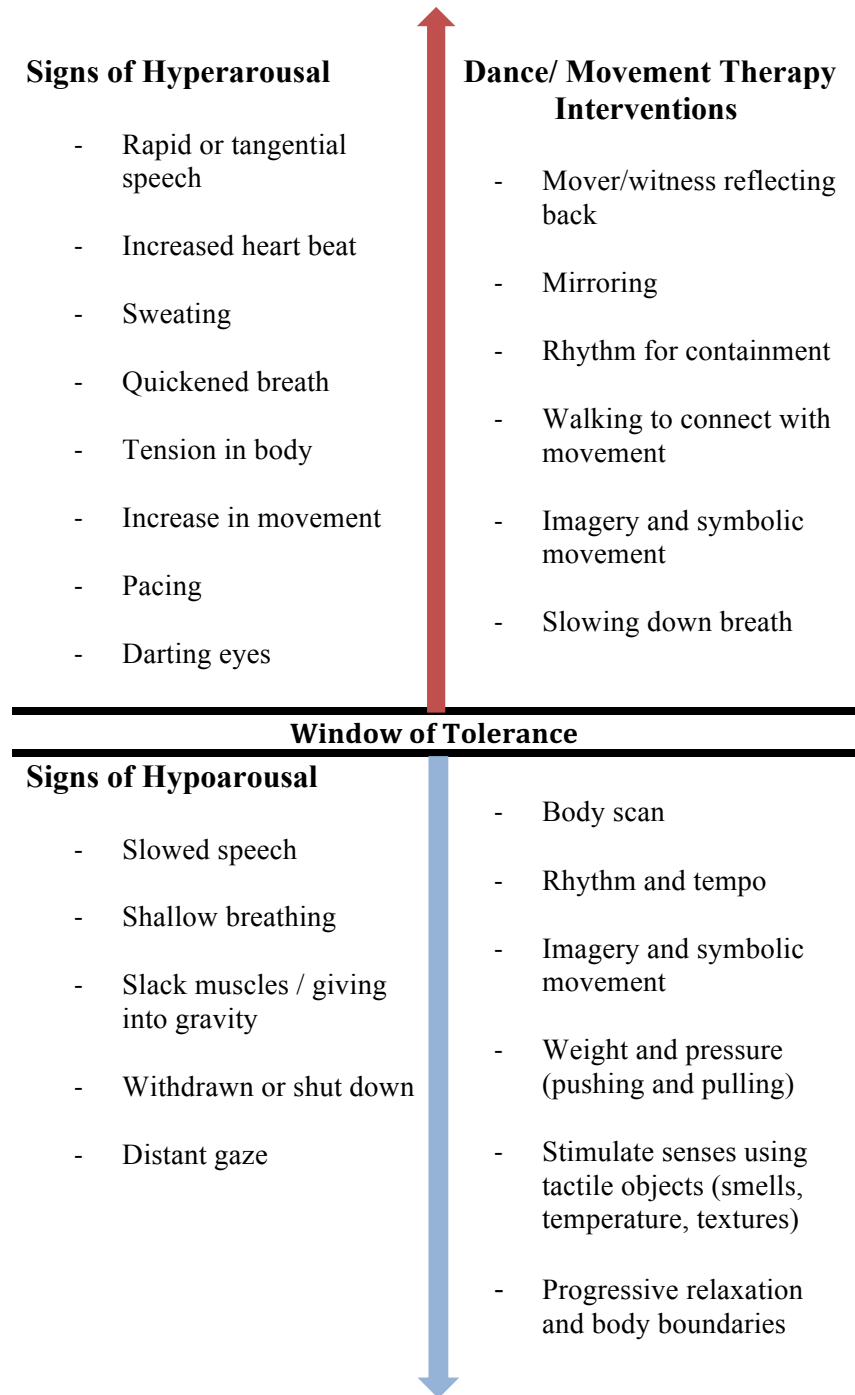 Signs of Hyperarousal
- Rapid or tangential
speech
- Increased heart beat
- Sweating
- Quickened breath
- Tension in body
- Increase in movement
- Pacing
- Darting eyes
Dance/ Movement Therapy
Interventions
- Mover/witness reflecting
back
- Mirroring
- Rhythm for containment
- Walking to connect with
movement
- Imagery and symbolic
movement
- Slowing down breath
Window of Tolerance
Signs of Hypoarousal
- Slowed speech
- Shallow breathing
- Slack muscles / giving
into gravity
- Withdrawn or shut down
- Distant gaze
- Body scan
- Rhythm and tempo
- Imagery and symbolic
movement
- Weight and pressure
(pushing and pulling)
- Stimulate senses using
tactile objects (smells,
temperature, textures)
- Progressive relaxation
and body boundaries